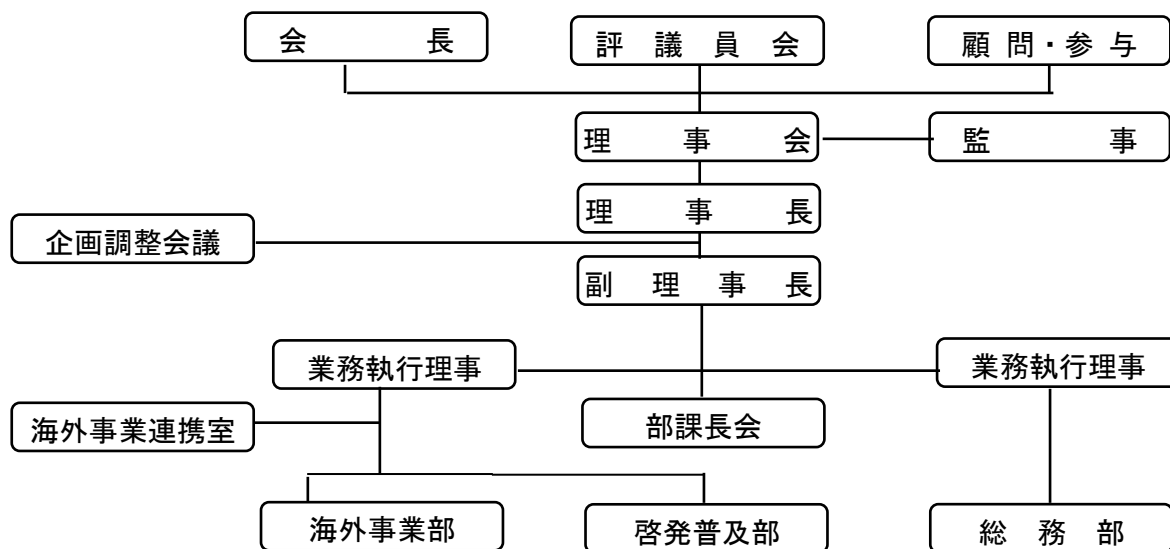 会長
評議員会
顧問・参与
理事会
監事
理事長
企画調整会議
副理事長
業務執行理事
業務執行理事
海外事業連携室
部課長会
海外事業部
啓発普及部
総務部